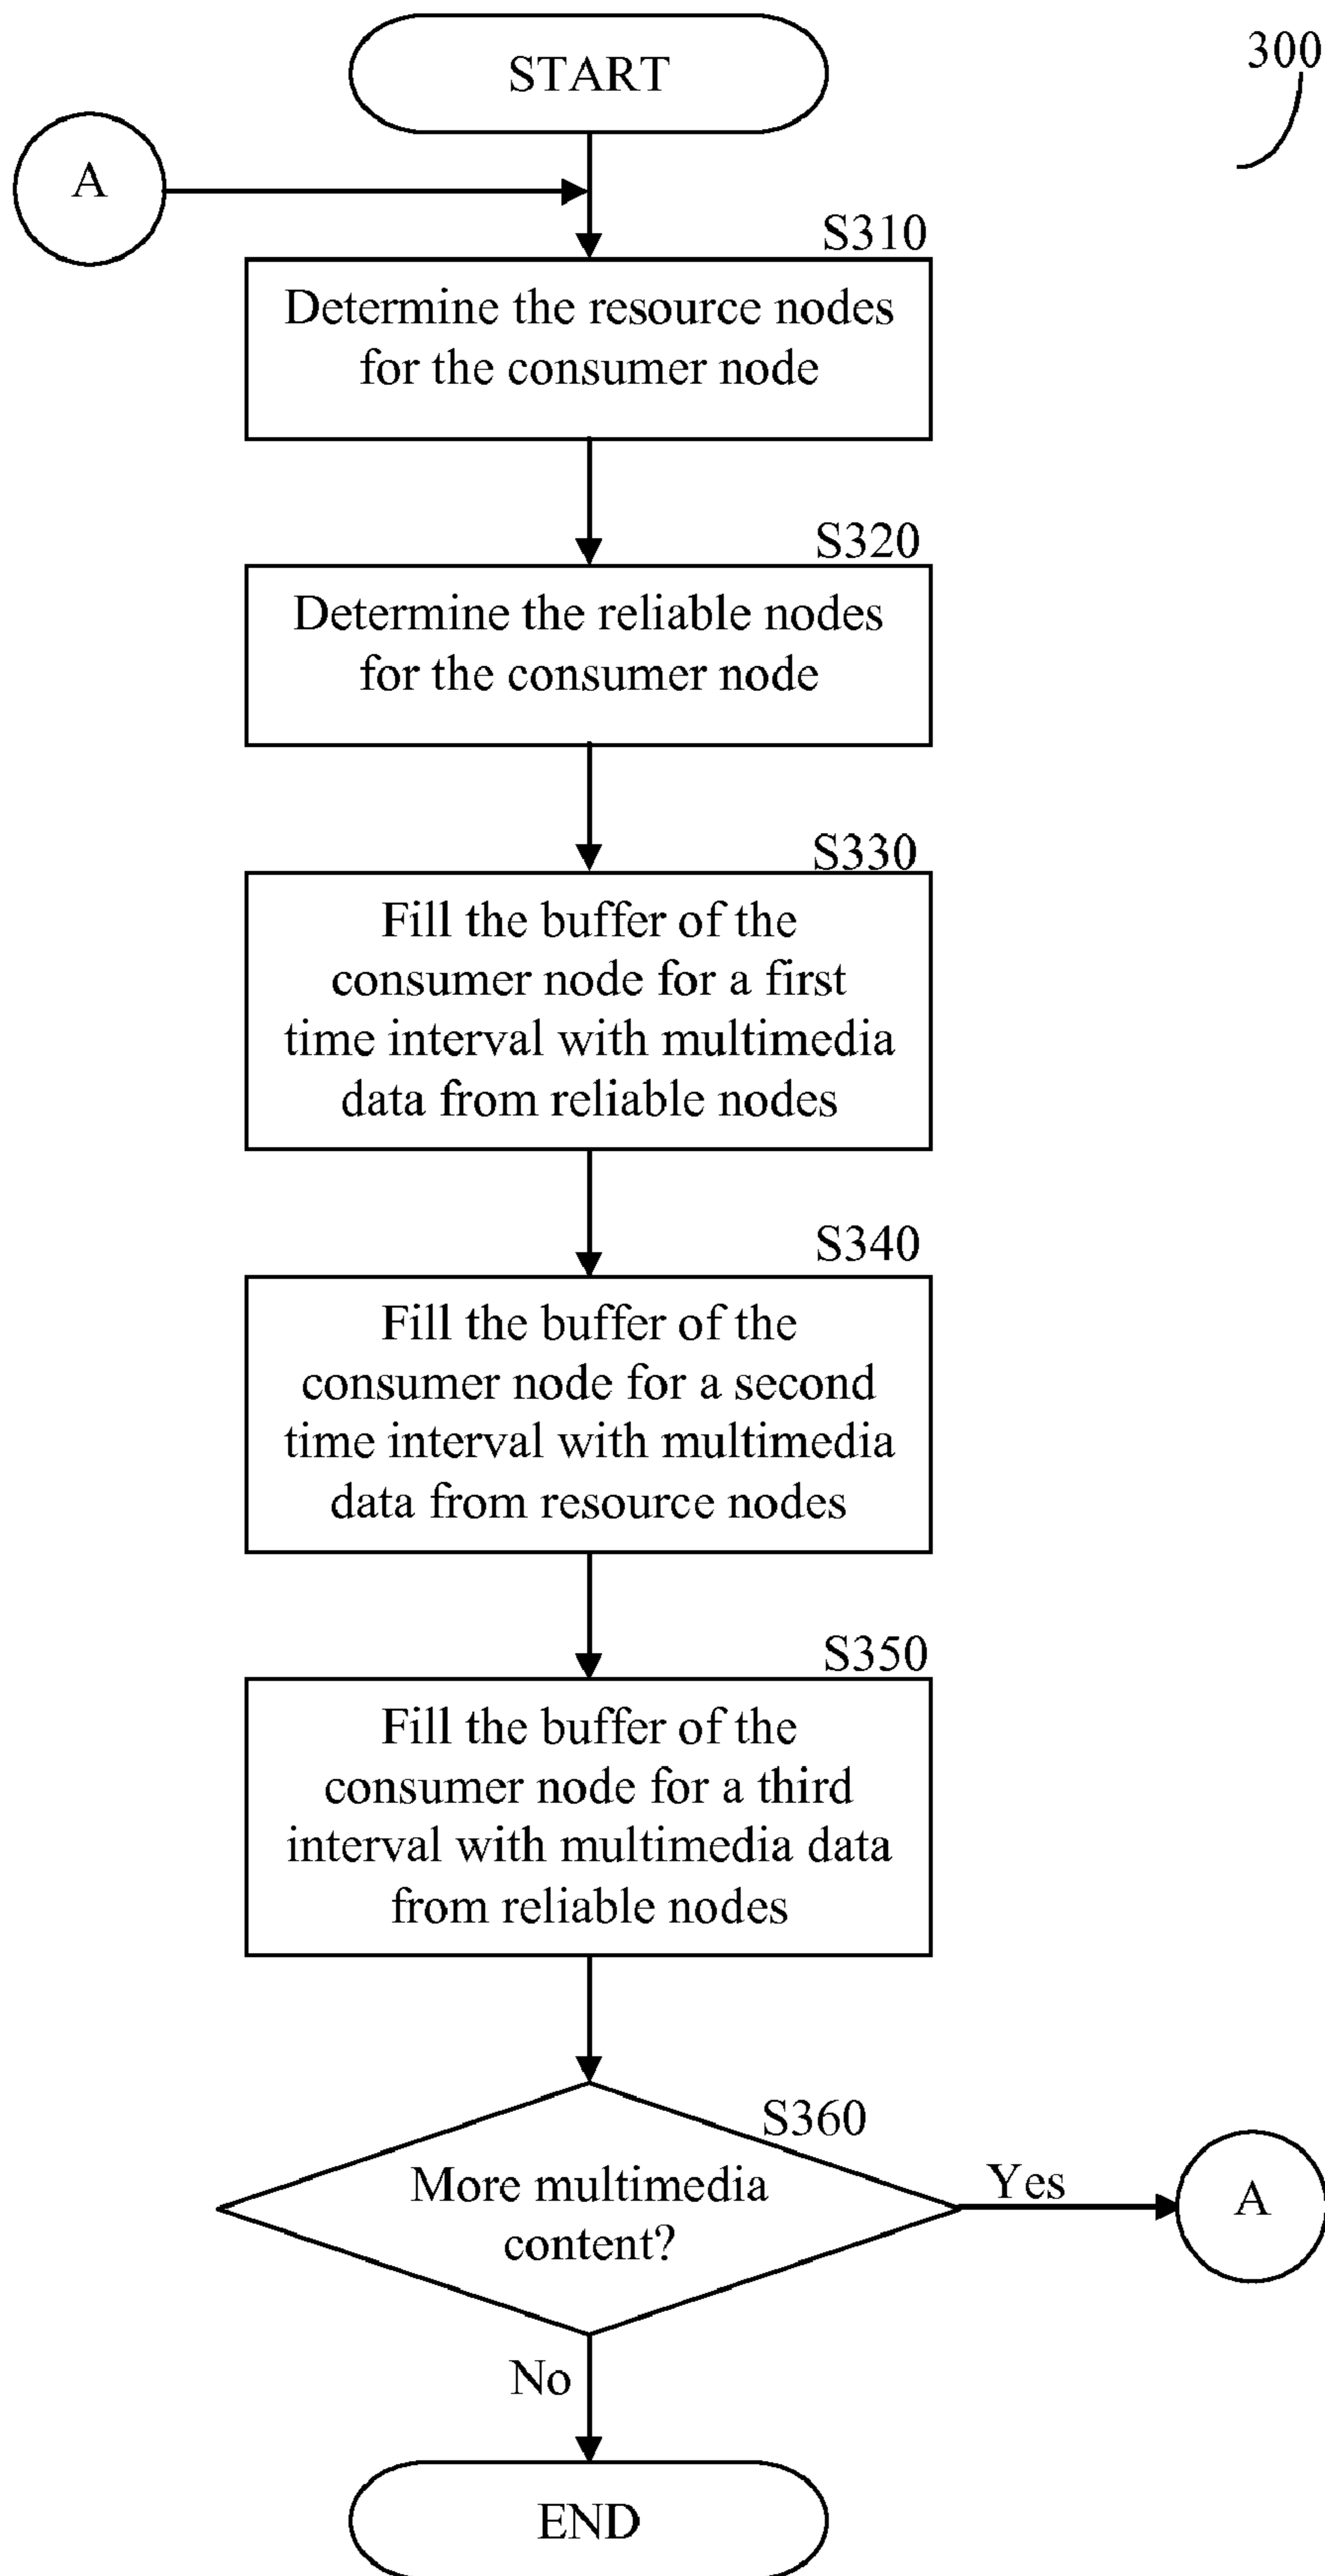 START
300
A
S310
Determine the resource nodes
for the consumer node
S320
Determine the reliable nodes
for the consumer node
S330
Fill the buffer of the
consumer node for a first
time interval with multimedia
data from reliable nodes
S340
Fill the buffer of the
consumer node for a second
time interval with multimedia
data from resource nodes
S350
Fill the buffer of the
consumer node for a third
interval with multimedia data
from reliable nodes
S360
More multimedia
content?
Yes
A
No
END